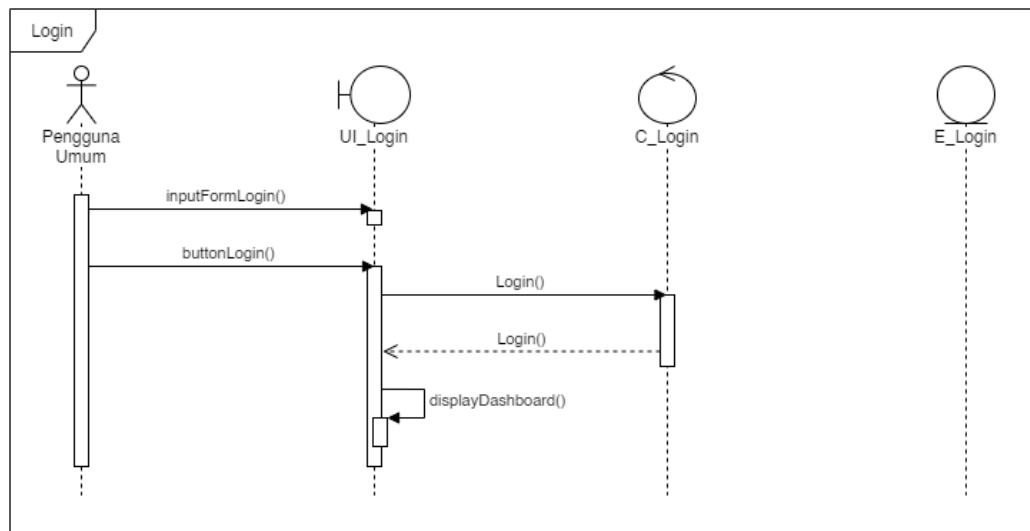 Login
Pengguna
Umum
UI_Login
C_Login
E_Login
inputFormLogin()
buttonLogin()
Login()
Login()
displayDashboard()